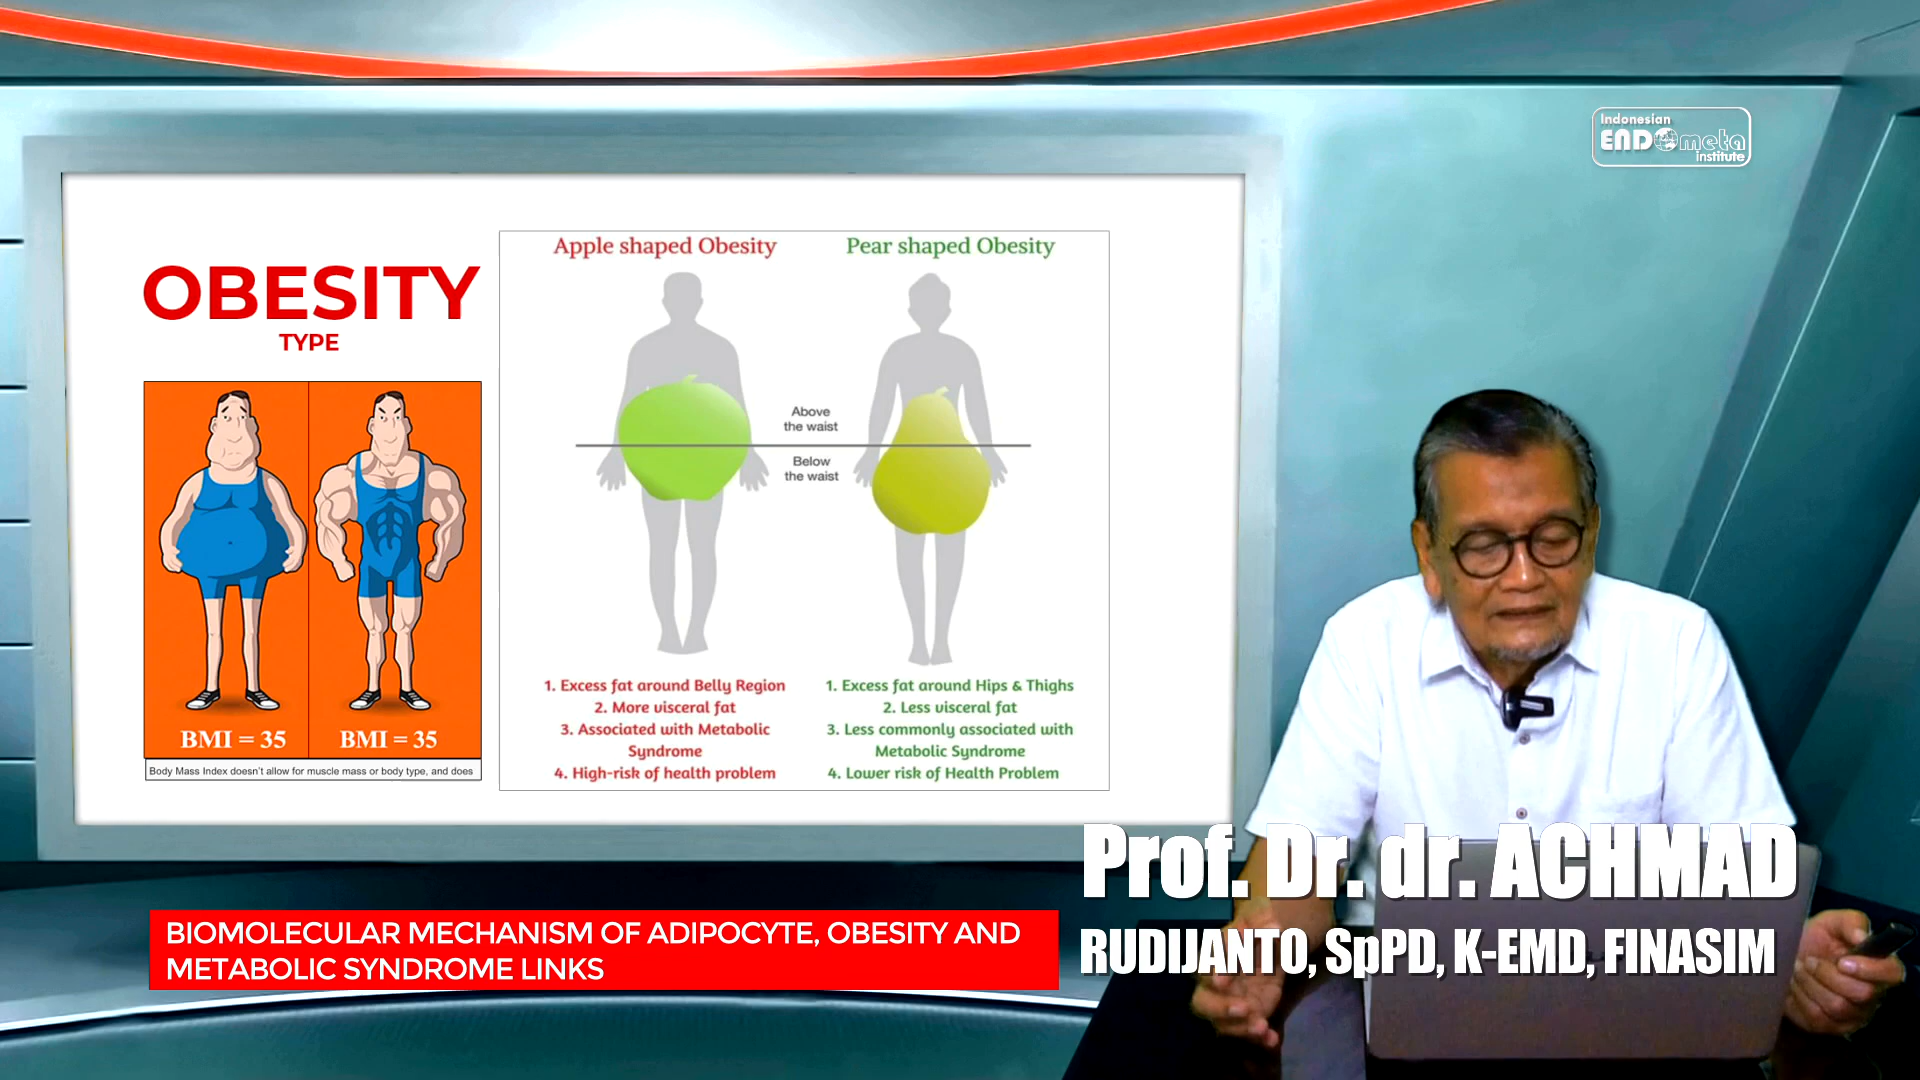 Indonesian
ENDOmeta
institute
OBESITY
TYPE
BMI = 35
BMI = 35
Body Mass Index doesn't allow for muscle mass or body type, and does
Apple shaped Obesity
Pear shaped Obesity
Above
the waist
Below
the waist
1. Excess fat around Belly Region
2. More visceral fat
3. Associated with Metabolic
Syndrome
4. High-risk of health problem
1. Excess fat around Hips & Thighs
2. Less visceral fat
3. Less commonly associated with
Metabolic Syndrome
4. Lower risk of Health Problem
BIOMOLECULAR MECHANISM OF ADIPOCYTE, OBESITY AND
METABOLIC SYNDROME LINKS
Prof. Dr. dr. ACHMAD
RUDIJANTO, SpPD, K-EMD, FINASIM